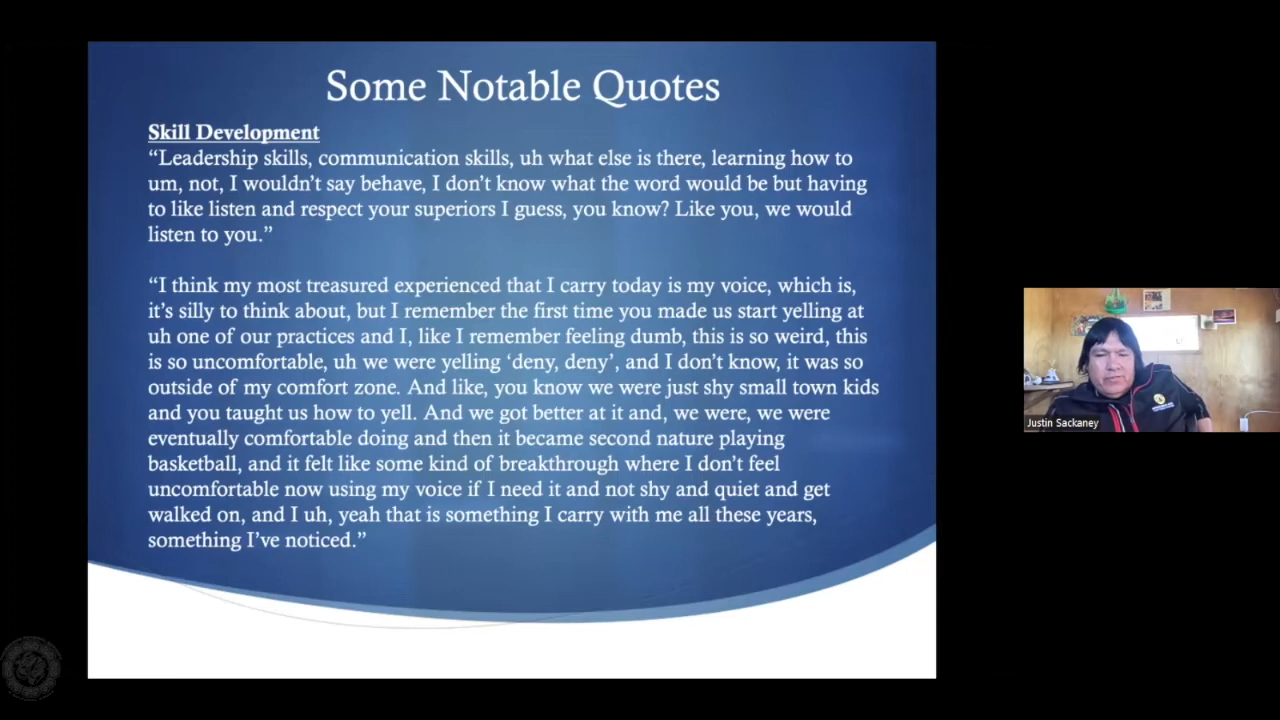 Some Notable Quotes
Skill Development
“Leadership skills, communication skills, uh what else is there, learning how to
um, not, I wouldn’t say behave, I don’t know what the word would be but having
to like listen and respect your superiors I guess, you know? Like you, we would
listen to you.”
“I think my most treasured experienced that I carry today is my voice, which is,
it’s silly to think about, but I remember the first time you made us start yelling at
uh one of our practices and I, like I remember feeling dumb, this is so weird, this
is so uncomfortable, uh we were yelling ‘deny, deny’, and I don’t know, it was so
outside of my comfort zone. And like, you know we were just shy small town kids
and you taught us how to yell. And we got better at it and, we were, we were
eventually comfortable doing and then it became second nature playing
basketball, and it felt like some kind of breakthrough where I don’t feel
uncomfortable now using my voice if I need it and not shy and quiet and get
walked on, and I uh, yeah that is something I carry with me all these years,
something I’ve noticed.”
Justin Sackaney